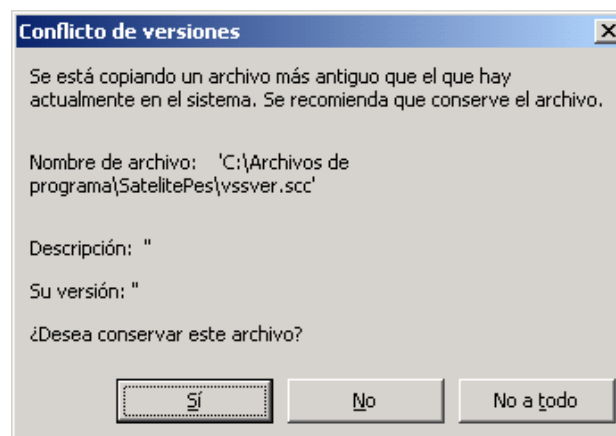 Conflicto de versiones
Se está copiando un archivo más antiguo que el que hay
actualmente en el sistema. Se recomienda que conserve el archivo.
Nombre de archivo: 'C:\Archivos de
programa\SatelitePes\vssver.scc'
Descripción: "
Su versión: "
¿Desea conservar este archivo?
Sí No No a todo